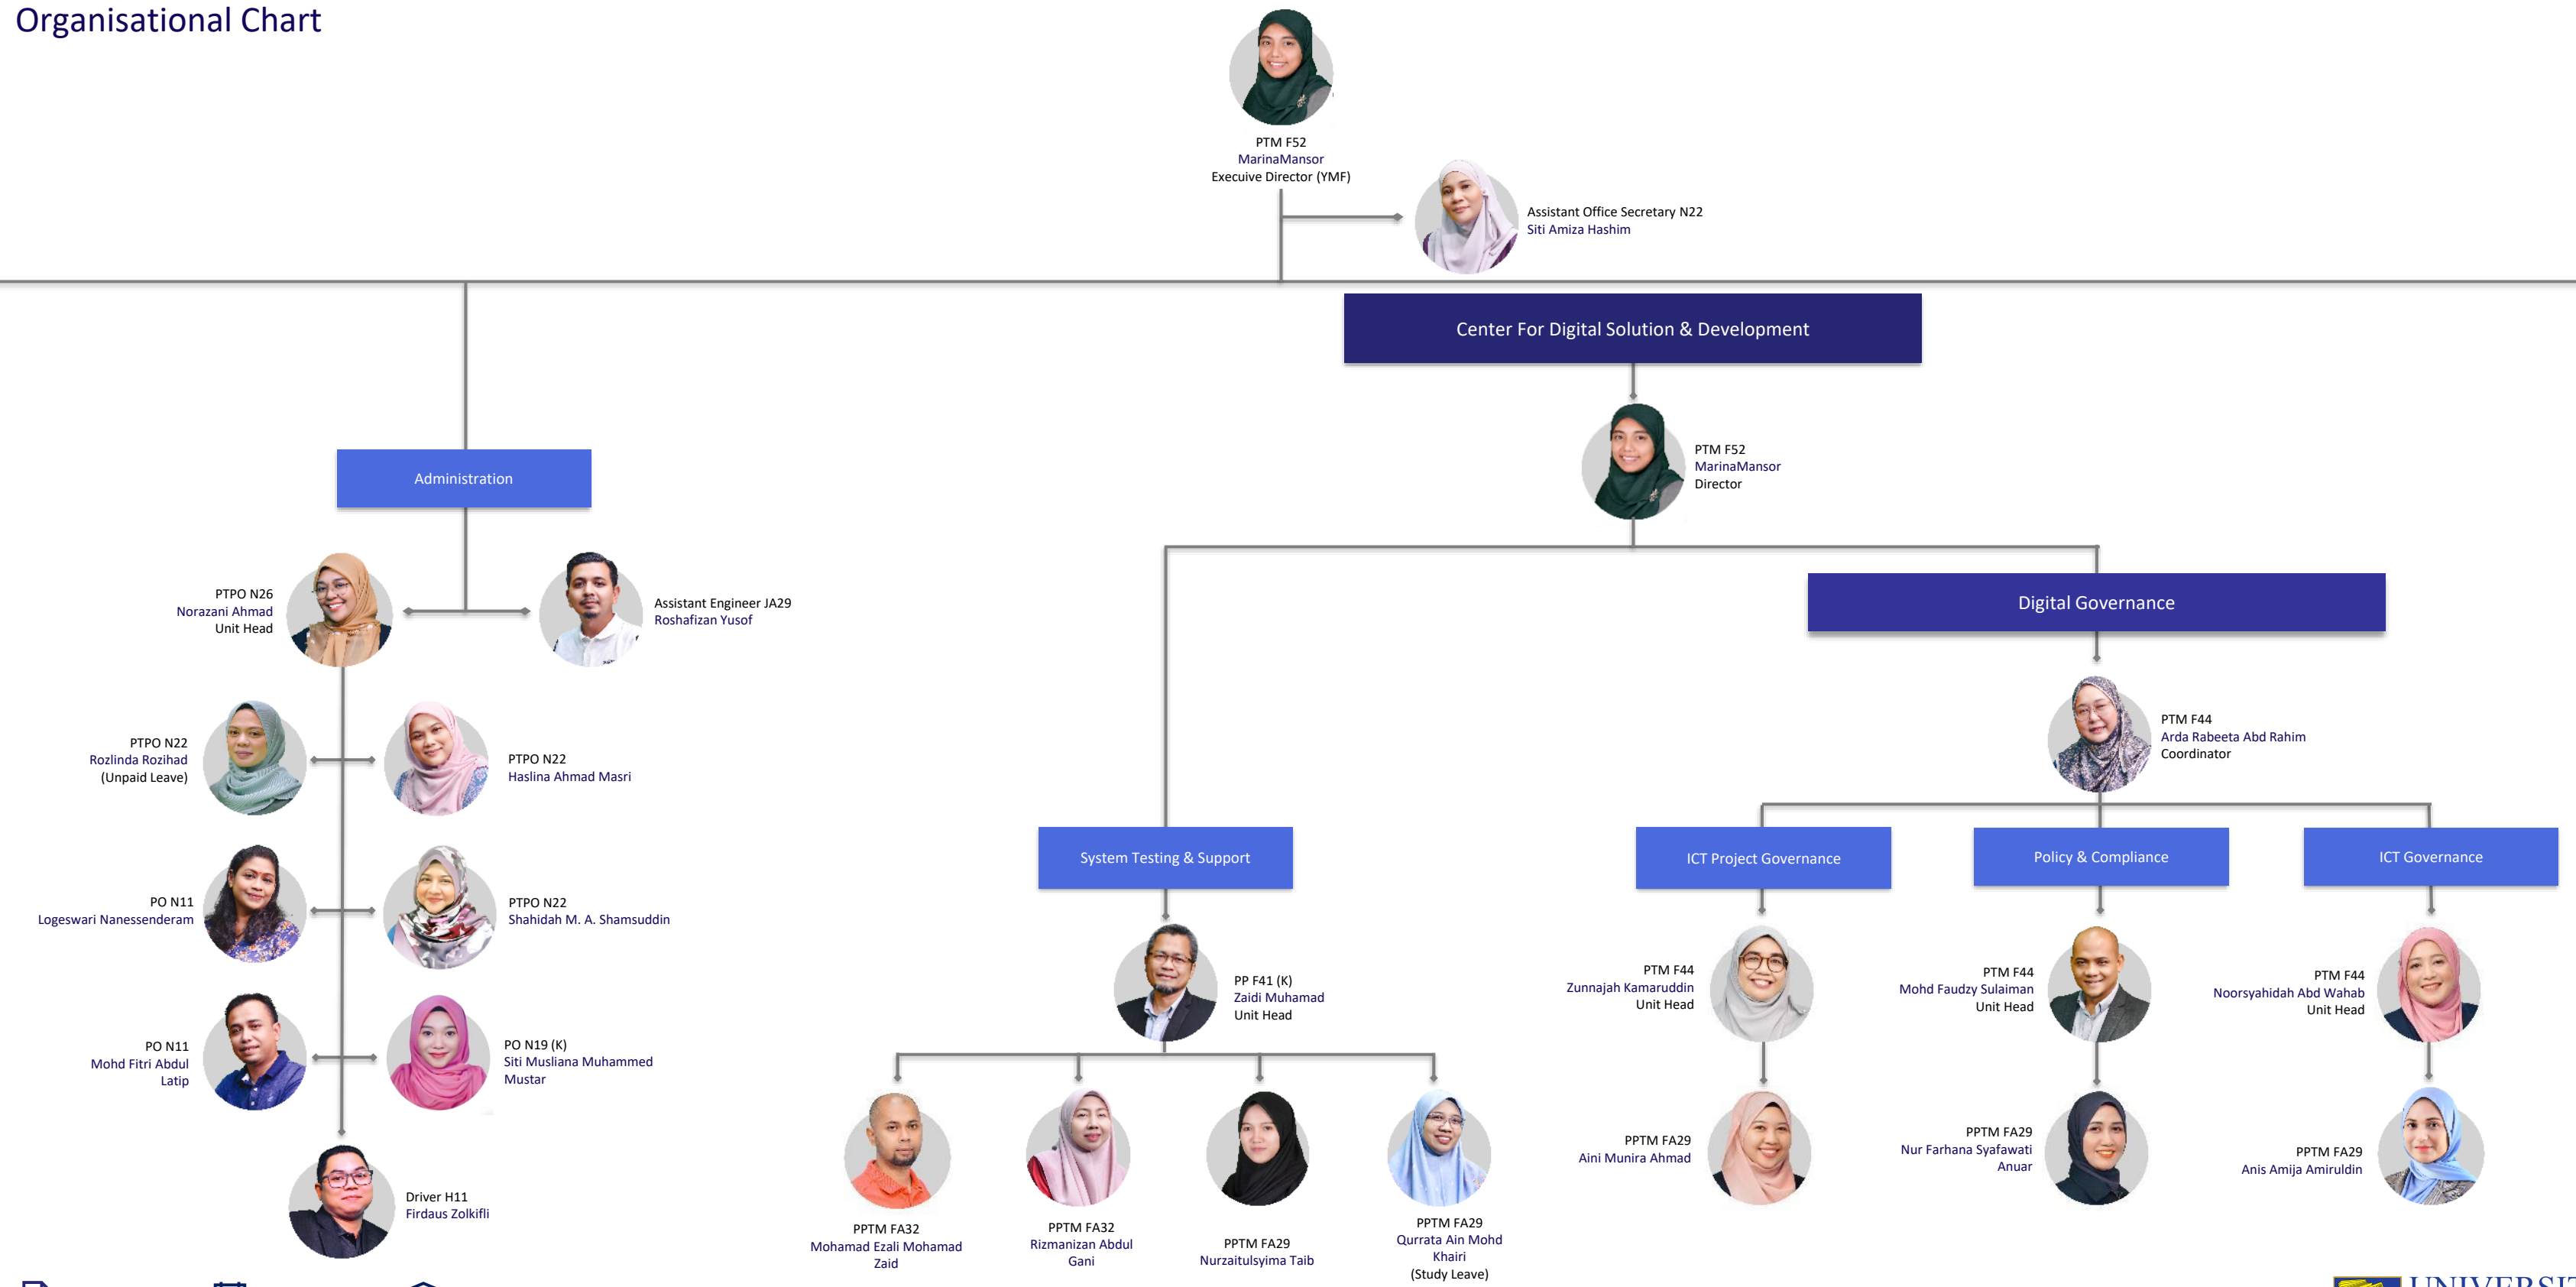 Organisational Chart
PTM F52
MarinaMansor
Execuive Director (YMF)
Assistant Office Secretary N22
Siti Amiza Hashim
Center For Digital Solution & Development
PTM F52
MarinaMansor
Director
Administration
PTPO N26
Norazani Ahmad
Unit Head
Assistant Engineer JA29
Roshafizan Yusof
Digital Governance
PTM F44
Arda Rabeeta Abd Rahim
Coordinator
PTPO N22
Rozlinda Rozihad
(Unpaid Leave)
PTPO N22
Haslina Ahmad Masri
System Testing & Support
ICT Project Governance
Policy & Compliance
ICT Governance
PO N11
Logeswari Nanessenderam
PTPO N22
Shahidah M. A. Shamsuddin
PP F41 (K)
Zaidi Muhamad
Unit Head
PTM F44
Zunnajah Kamaruddin
Unit Head
PTM F44
Mohd Faudzy Sulaiman
Unit Head
PTM F44
Noorsyahidah Abd Wahab
Unit Head
PO N11
Mohd Fitri Abdul
Latip
PO N19 (K)
Siti Musliana Muhammed
Mustar
PPTM FA29
Aini Munira Ahmad
PPTM FA29
Nur Farhana Syafawati
Anuar
PPTM FA29
Anis Amija Amiruldin
Driver H11
Firdaus Zolkifli
PPTM FA32
Mohamad Ezali Mohamad
Zaid
PPTM FA32
Rizmanizan Abdul
Gani
PPTM FA29
Nurzaitulsyima Taib
PPTM FA29
Qurrata Ain Mohd
Khairi
(Study Leave)
UNIVERSIT